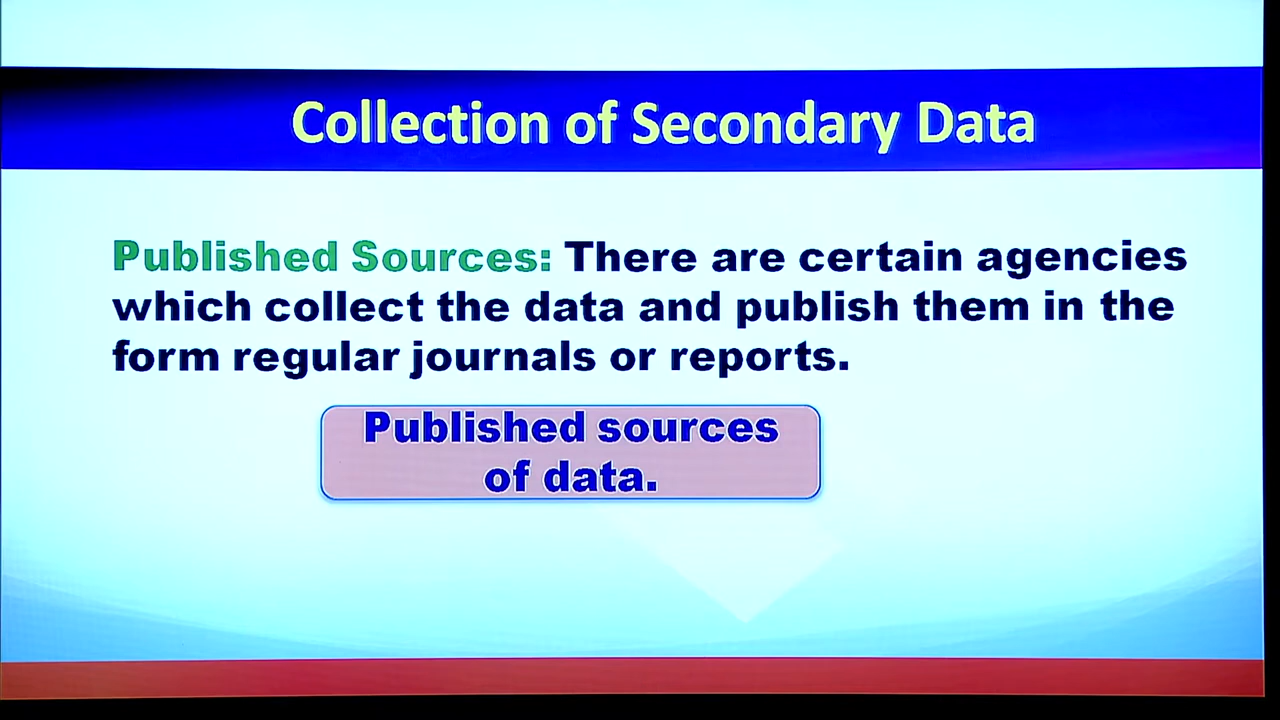 Collection of Secondary Data
Published Sources: There are certain agencies
which collect the data and publish them in the
form regular journals or reports.
Published sources
of data.